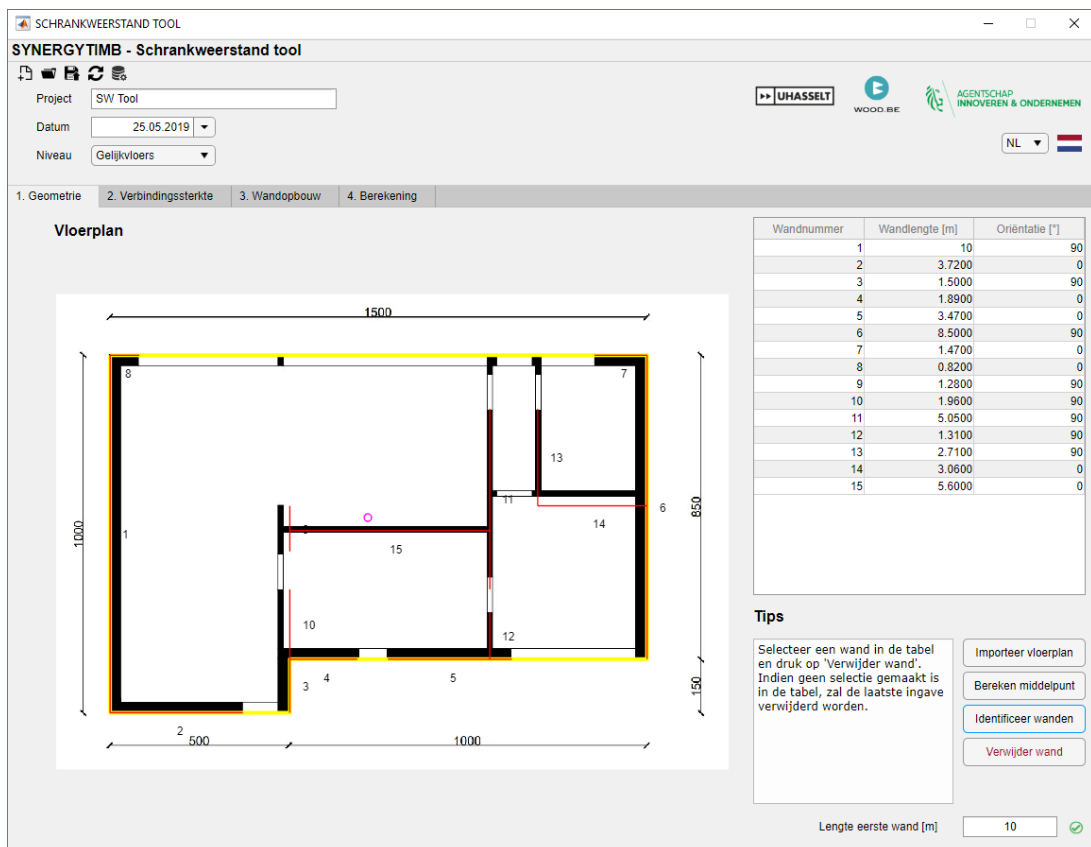 SCHRANKWEERSTAND TOOL
SYNERGYTIMB - Schrankweerstand tool
Project SW Tool
Datum 25.05.2019
Niveau Gelijkvloers
UHASSELT
WOOD.BE
AGENTSCHAP
INNOVEREN & ONDERNEMEN
NL
1. Geometrie 2. Verbindingssterkte 3. Wandopbouw 4. Berekening
Vloerplan
1500
8 7
13
11
1000 1 9 15 14 6 850
10 12
3 4 5 150
2
500 1000
Wandnummer Wandlengte [m] Oriëntatie [°]
1 10 90
2 3.7200 0
3 1.5000 90
4 1.8900 0
5 3.4700 0
6 8.5000 90
7 1.4700 0
8 0.8200 0
9 1.2800 90
10 1.9600 90
11 5.0500 90
12 1.3100 90
13 2.7100 90
14 3.0600 0
15 5.6000 0
Tips
Selecteer een wand in de tabel
en druk op 'Verwijder wand'.
Indien geen selectie gemaakt is
in de tabel, zal de laatste ingave
verwijderd worden.
Importeer vloerplan
Bereken middelpunt
Identificeer wanden
Verwijder wand
Lengte eerste wand [m] 10